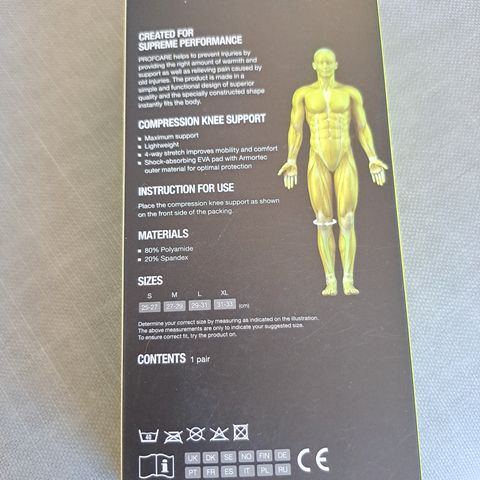 CREATED FOR
SUPREME PERFORMANCE
PROFCARE helps to prevent injuries by
providing the right amount of warmth and
support as well as relieving pain caused by
old injuries. The product is made in a
simple and functional design of superior
quality and the specially constructed shape
instantly fits the body.
COMPRESSION KNEE SUPPORT
■ Maximum support
■ Lightweight
■ 4-way stretch improves mobility and comfort
■ Shock-absorbing EVA pad with Armortec
outer material for optimal protection
INSTRUCTION FOR USE
Place the compression knee support as shown
on the front side of the packing.
MATERIALS
■ 80% Polyamide
■ 20% Spandex
SIZES
S M L XL
25-27 27-29 29-31 31-33 (cm)
Determine your correct size by measuring as indicated on the illustration.
The above measurements are only to indicate your suggested size.
To ensure correct fit, try the product on.
CONTENTS 1 pair
40
i UK DK SE NO FIN DE
PT FR ES IT PL RU CE